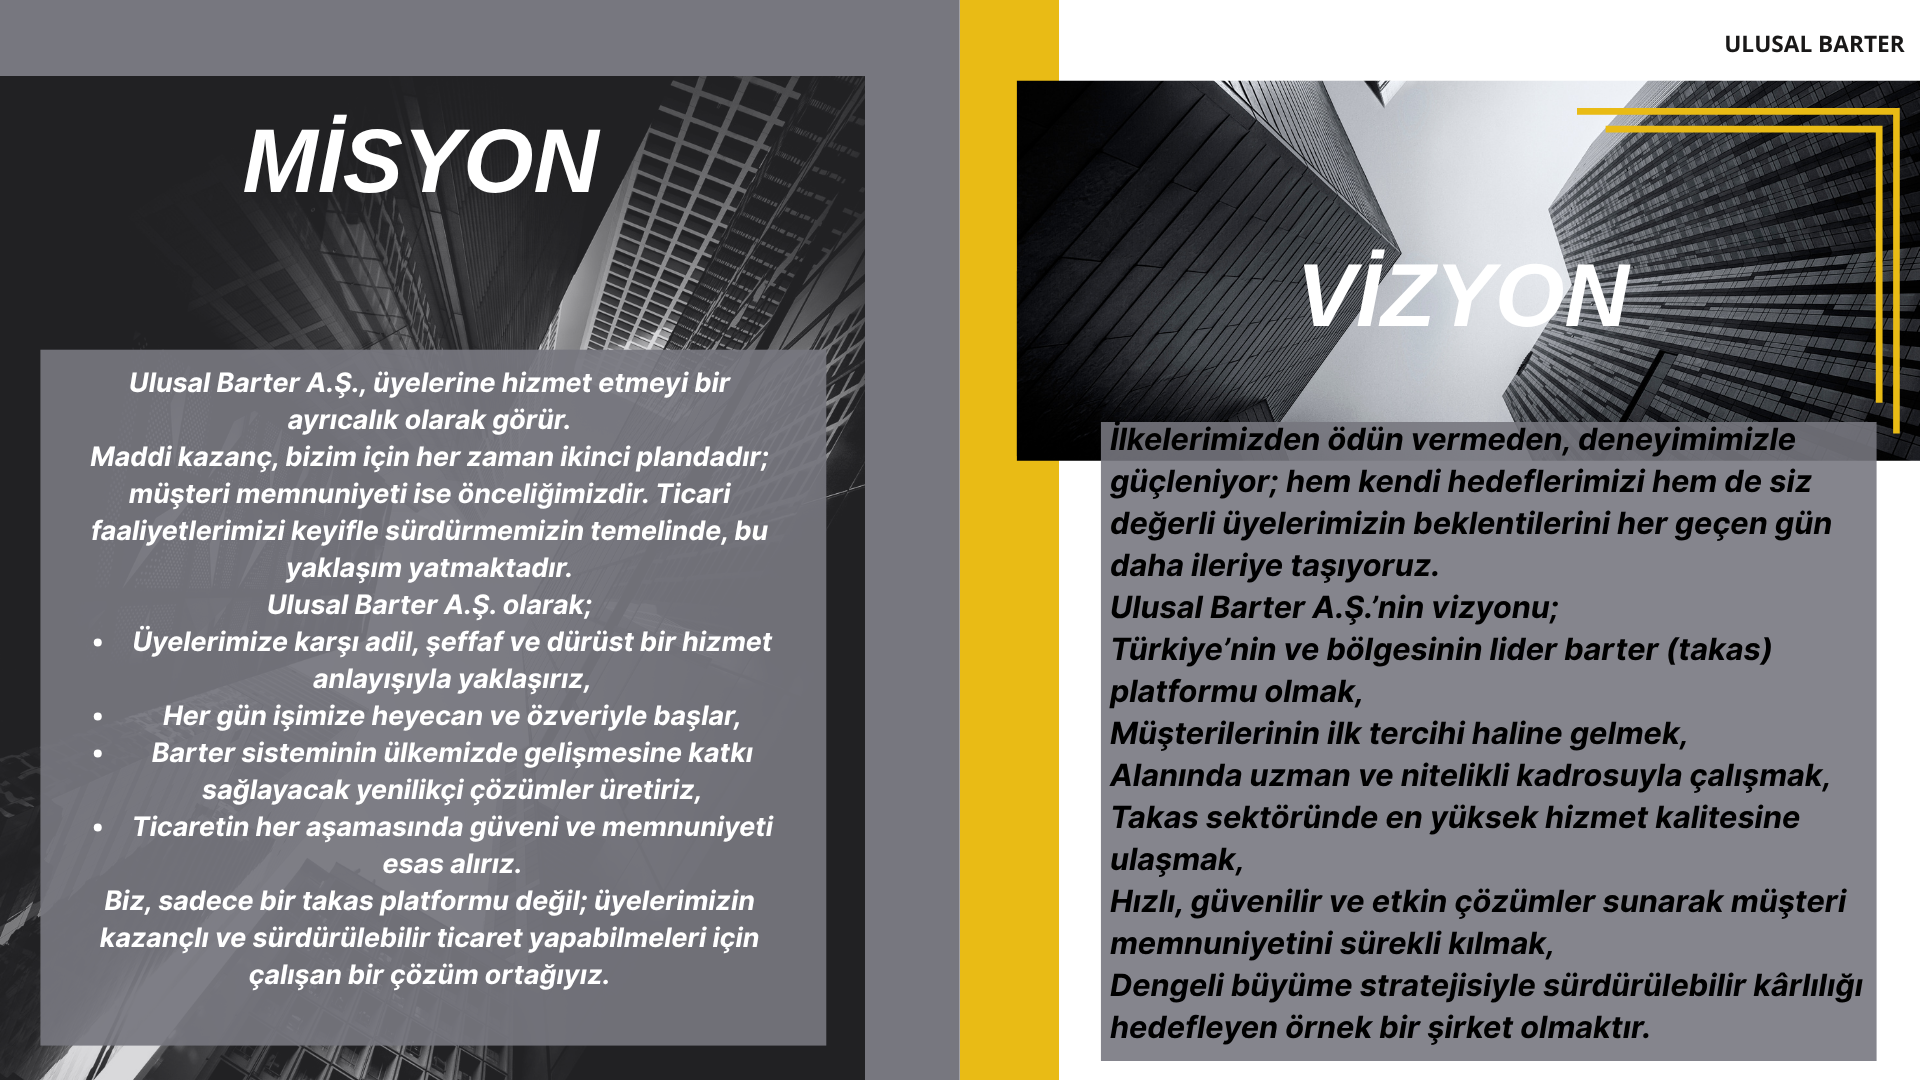 MİSYON
Ulusal Barter A.Ş., üyelerine hizmet etmeyi bir
ayrıcalık olarak görür.
Maddi kazanç, bizim için her zaman ikinci plandadır;
müşteri memnuniyeti ise önceliğimizdir. Ticari
faaliyetlerimizi keyifle sürdürmemizin temelinde, bu
yaklaşım yatmaktadır.
Ulusal Barter A.Ş. olarak;
• Üyelerimize karşı adil, şeffaf ve dürüst bir hizmet
anlayışıyla yaklaşırız,
• Her gün işimize heyecan ve özveriyle başlar,
• Barter sisteminin ülkemizde gelişmesine katkı
sağlayacak yenilikçi çözümler üretiriz,
• Ticaretin her aşamasında güveni ve memnuniyeti
esas alırız.
Biz, sadece bir takas platformu değil; üyelerimizin
kazançlı ve sürdürülebilir ticaret yapabilmeleri için
çalışan bir çözüm ortağıyız.
ULUSAL BARTER
VİZYON
İlkelerimizden ödün vermeden, deneyimimizle
güçleniyor; hem kendi hedeflerimizi hem de siz
değerli üyelerimizin beklentilerini her geçen gün
daha ileriye taşıyoruz.
Ulusal Barter A.Ş.’nin vizyonu;
Türkiye’nin ve bölgesinin lider barter (takas)
platformu olmak,
Müşterilerinin ilk tercihi haline gelmek,
Alanında uzman ve nitelikli kadrosuyla çalışmak,
Takas sektöründe en yüksek hizmet kalitesine
ulaşmak,
Hızlı, güvenilir ve etkin çözümler sunarak müşteri
memnuniyetini sürekli kılmak,
Dengeli büyüme stratejisiyle sürdürülebilir kârlılığı
hedefleyen örnek bir şirket olmaktır.